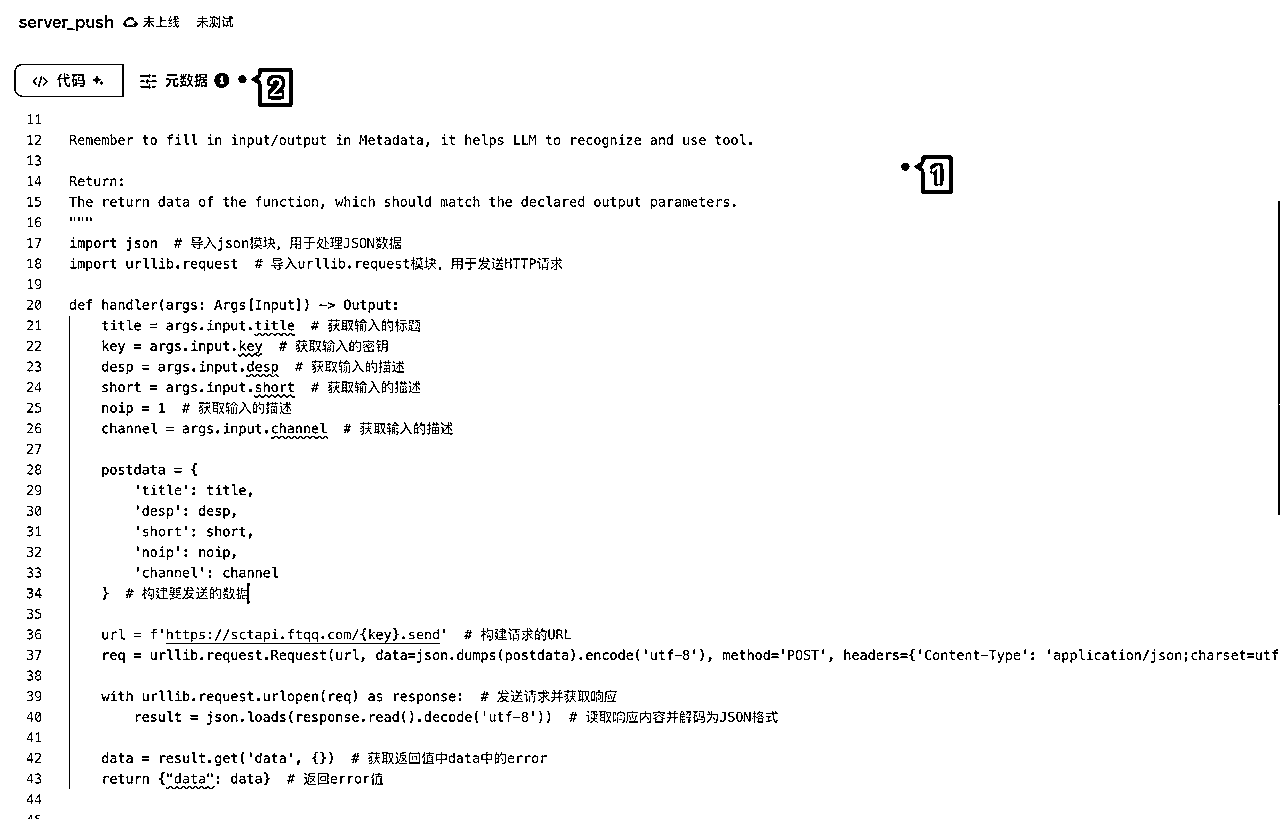 server_push 未上线 未测试
</> 代码 元数据 2
11
12 Remember to fill in input/output in Metadata, it helps LLM to recognize and use tool.
13
1
14 Return:
15 The return data of the function, which should match the declared output parameters.
16 """
17 import json # 导入json模块，用于处理JSON数据
18 import urllib.request # 导入urllib.request模块，用于发送HTTP请求
19
20 def handler(args: Args[Input]) -> Output:
21 title = args.input.title # 获取输入的标题
22 key = args.input.key # 获取输入的密钥
23 desp = args.input.desp # 获取输入的描述
24 short = args.input.short # 获取输入的描述
25 noip = 1 # 获取输入的描述
26 channel = args.input.channel # 获取输入的描述
27
28 postdata = {
29 'title': title,
30 'desp': desp,
31 'short': short,
32 'noip': noip,
33 'channel': channel
34 } # 构建要发送的数据
35
36 url = f'https://sctapi.ftqq.com/{key}.send' # 构建请求的URL
37 req = urllib.request.Request(url, data=json.dumps(postdata).encode('utf-8'), method='POST', headers={'Content-Type': 'application/json;charset=utf
38
39 with urllib.request.urlopen(req) as response: # 发送请求并获取响应
40 result = json.loads(response.read().decode('utf-8')) # 读取响应内容并解码为JSON格式
41
42 data = result.get('data', {}) # 获取返回值中data中的error
43 return {"data": data} # 返回error值
44